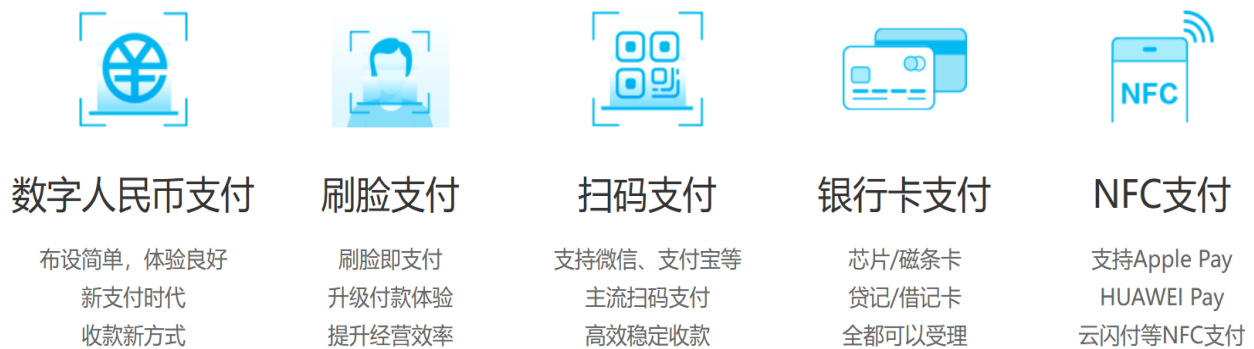 NFC
数字人民币支付
布设简单，体验良好
新支付时代
收款新方式
刷脸支付
刷脸即支付
升级付款体验
提升经营效率
扫码支付
支持微信、支付宝等
主流扫码支付
高效稳定收款
银行卡支付
芯片/磁条卡
贷记/借记卡
全都可以受理
NFC支付
支持Apple Pay
HUAWEI Pay
云闪付等NFC支付